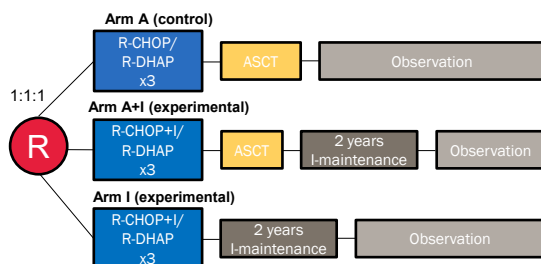 Arm A (control)
R-CHOP/
R-DHAP
x3
ASCT
Observation
1:1:1
Arm A+I (experimental)
R
R-CHOP+I/
R-DHAP
x3
ASCT
2 years
I-maintenance
Observation
Arm I (experimental)
R-CHOP+I/
R-DHAP
x3
2 years
I-maintenance
Observation